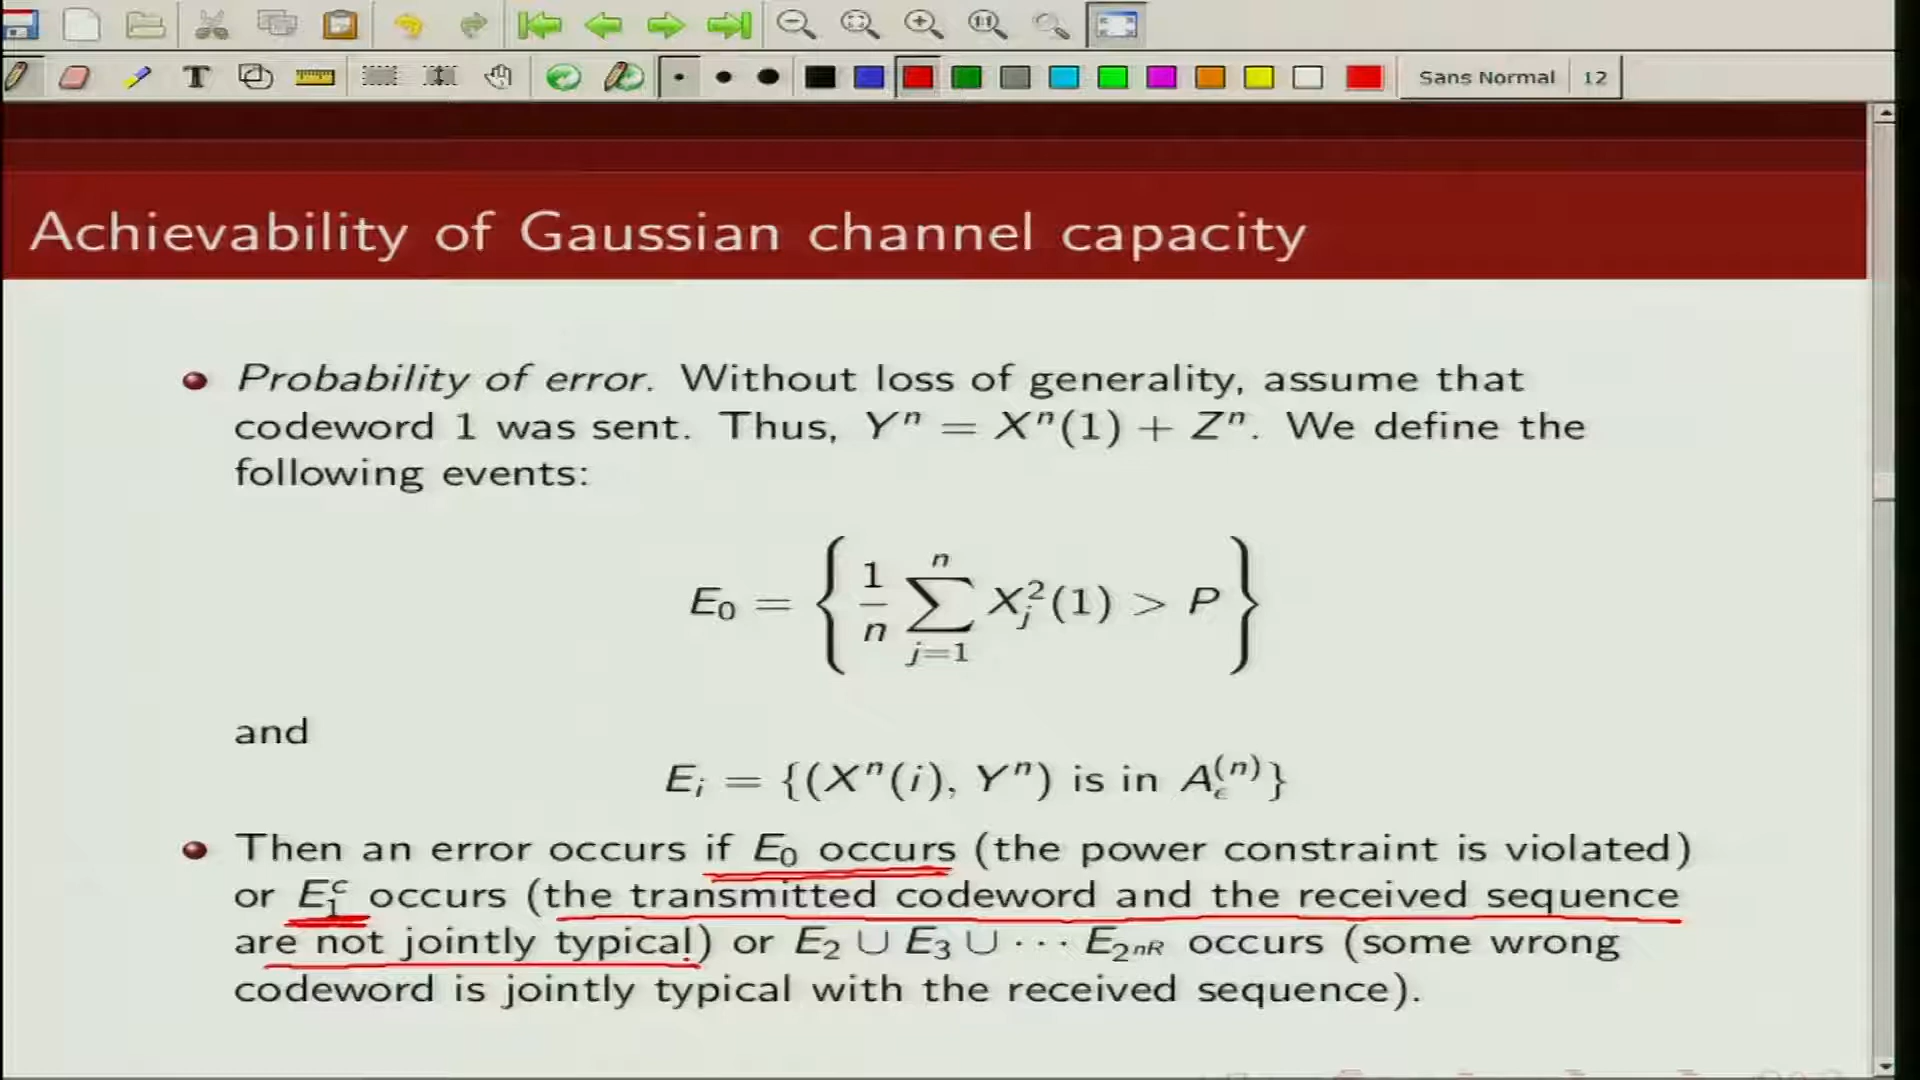 Sans Normal 12
Achievability of Gaussian channel capacity
Probability of error. Without loss of generality, assume that
codeword 1 was sent. Thus, Yⁿ = Xⁿ(1) + Zⁿ. We define the
following events:
E₀ = { 1/n ∑_{j=1}^{n} X_j²(1) > P }
and
E_i = {(Xⁿ(i), Yⁿ) is in A_ϵ^{(n)}}
Then an error occurs if E₀ occurs (the power constraint is violated)
or E₁ᶜ occurs (the transmitted codeword and the received sequence
are not jointly typical) or E₂ ∪ E₃ ∪ ⋯ E_{2^{nR}} occurs (some wrong
codeword is jointly typical with the received sequence).